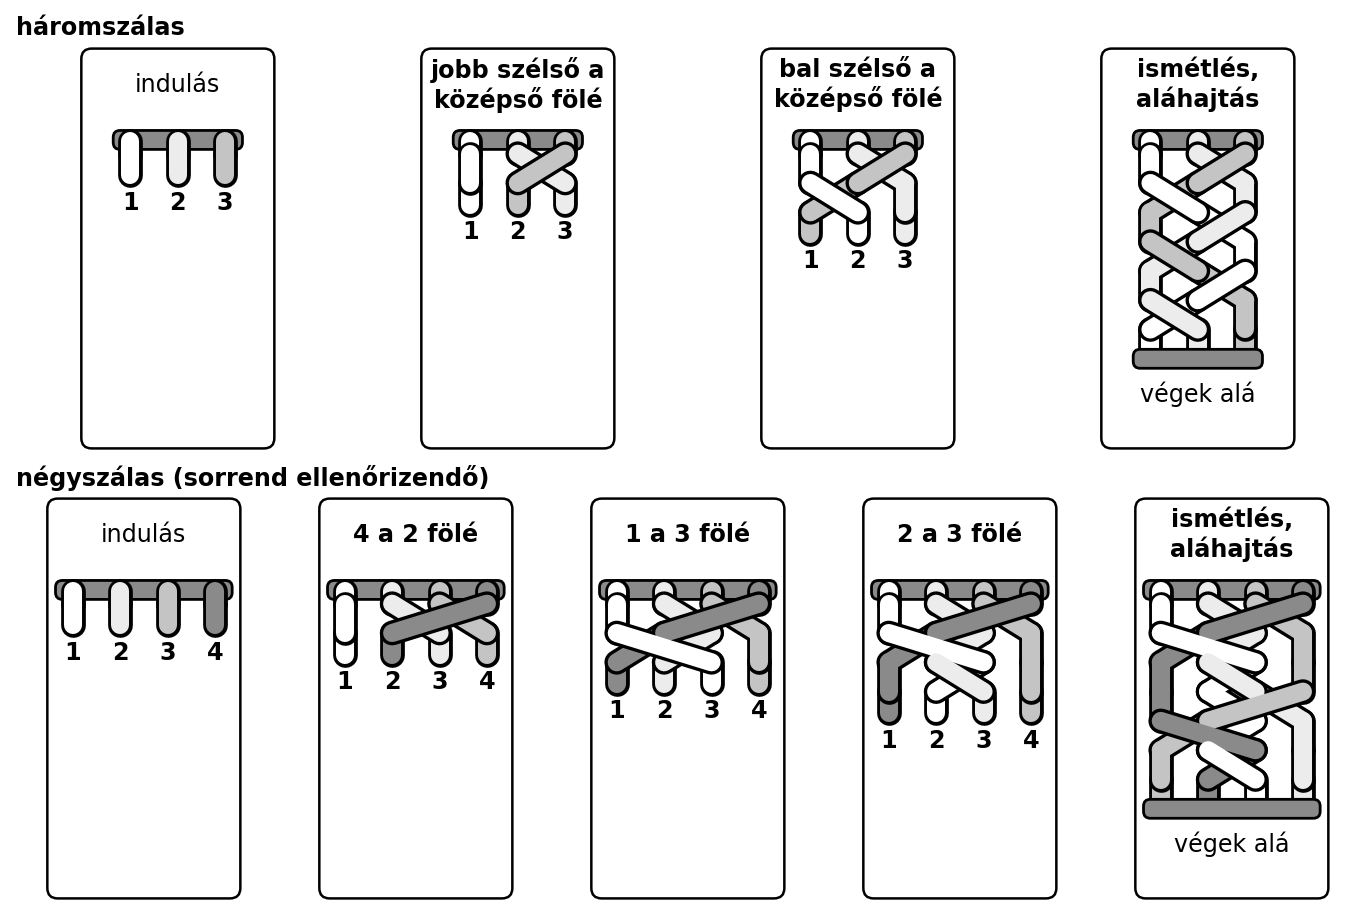 háromszálas
indulás
1 2 3
jobb szélső a
középső fölé
1 2 3
bal szélső a
középső fölé
1 2 3
ismétlés,
aláhajtás
végek alá
négyszálas (sorrend ellenőrizendő)
indulás
1 2 3 4
4 a 2 fölé
1 2 3 4
1 a 3 fölé
1 2 3 4
2 a 3 fölé
1 2 3 4
ismétlés,
aláhajtás
végek alá